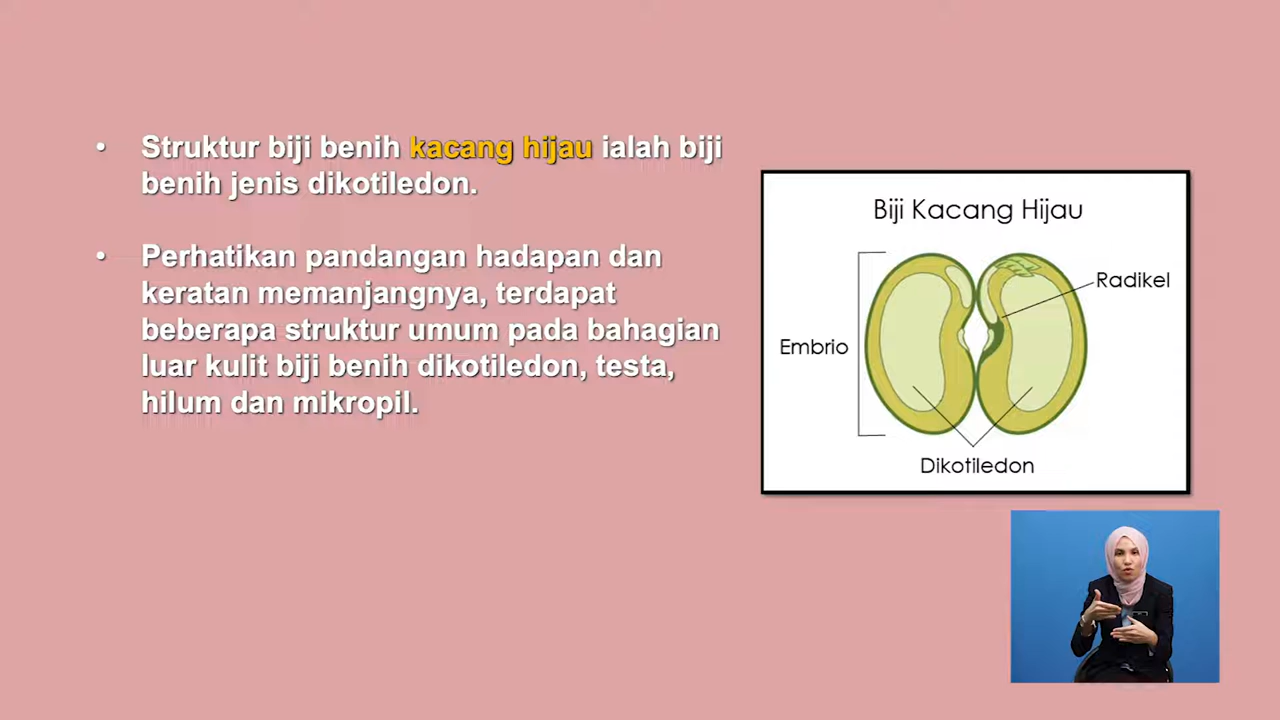 • Struktur biji benih kacang hijau ialah biji
benih jenis dikotiledon.
• Perhatikan pandangan hadapan dan
keratan memanjangnya, terdapat
beberapa struktur umum pada bahagian
luar kulit biji benih dikotiledon, testa,
hilum dan mikropil.
Biji Kacang Hijau
Radikel
Embrio
Dikotiledon